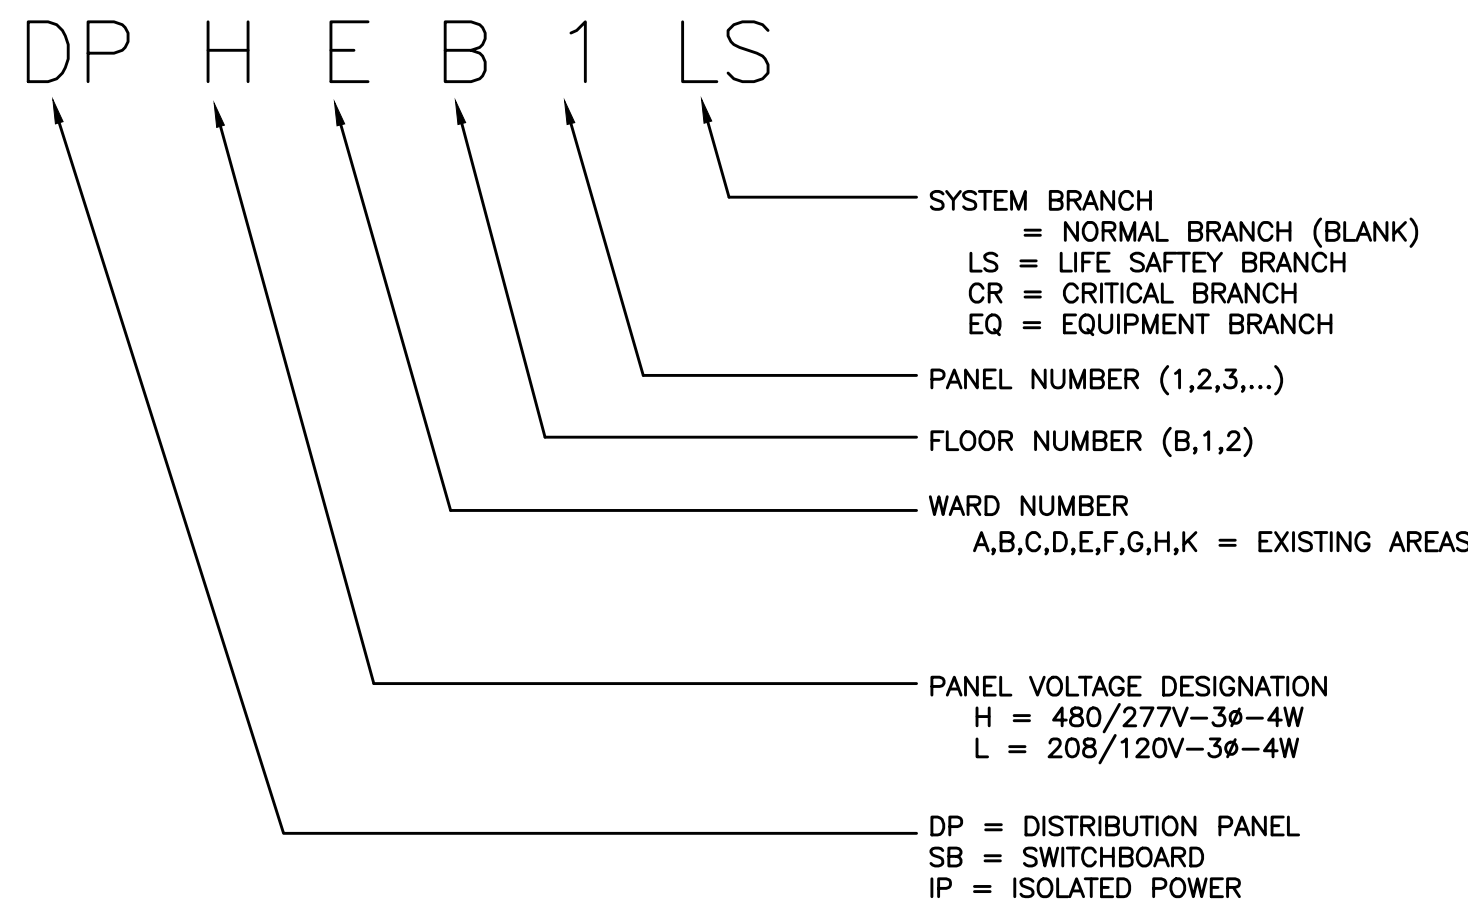 DP H E B 1 LS
SYSTEM BRANCH
= NORMAL BRANCH (BLANK)
LS = LIFE SAFTEY BRANCH
CR = CRITICAL BRANCH
EQ = EQUIPMENT BRANCH
PANEL NUMBER (1,2,3,...)
FLOOR NUMBER (B,1,2)
WARD NUMBER
A,B,C,D,E,F,G,H,K = EXISTING AREAS
PANEL VOLTAGE DESIGNATION
H = 480/277V-3ø-4W
L = 208/120V-3ø-4W
DP = DISTRIBUTION PANEL
SB = SWITCHBOARD
IP = ISOLATED POWER